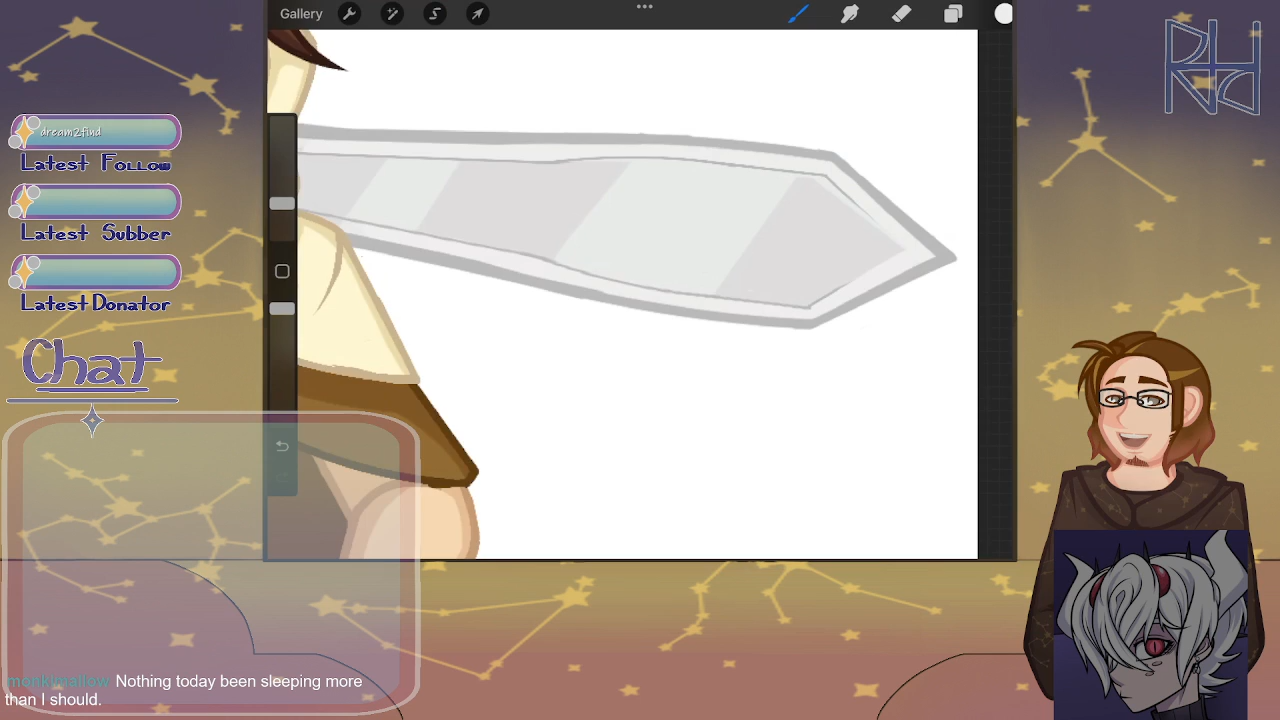 Gallery
dream2find
Latest Follow
Latest Subber
Latest Donator
Chat
Nothing today been sleeping more
than I should.